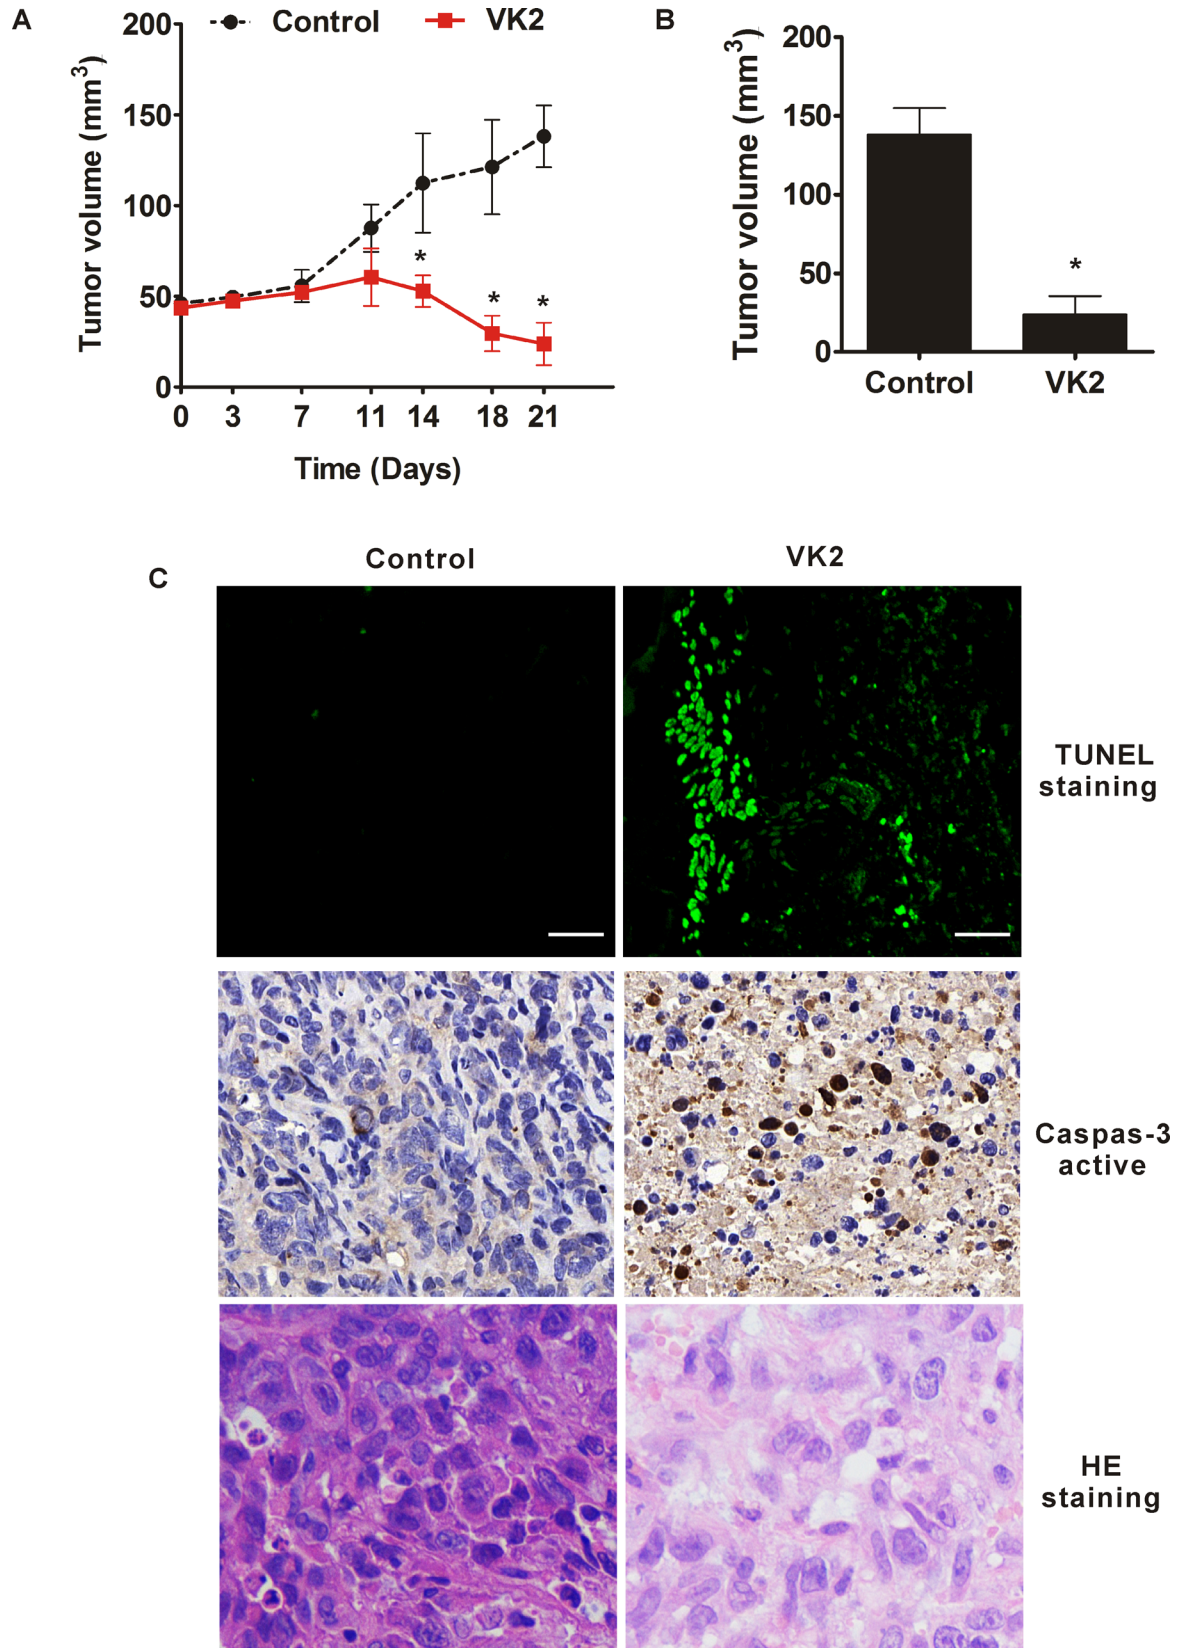 A
Control
VK2
Tumor volume (mm³)
200
150
100
50
0
*
*
*
0 3 7 11 14 18 21
Time (Days)
B
Tumor volume (mm³)
200
150
100
50
0
*
Control VK2
C
Control
VK2
TUNEL
staining
Caspas-3
active
HE
staining